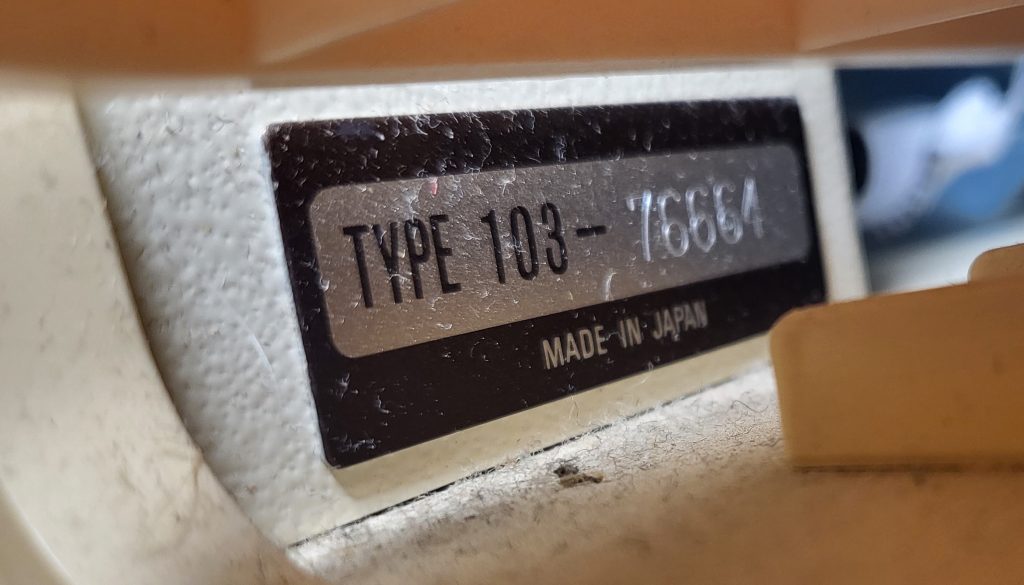 TYPE 103- 76664
MADE IN JAPAN